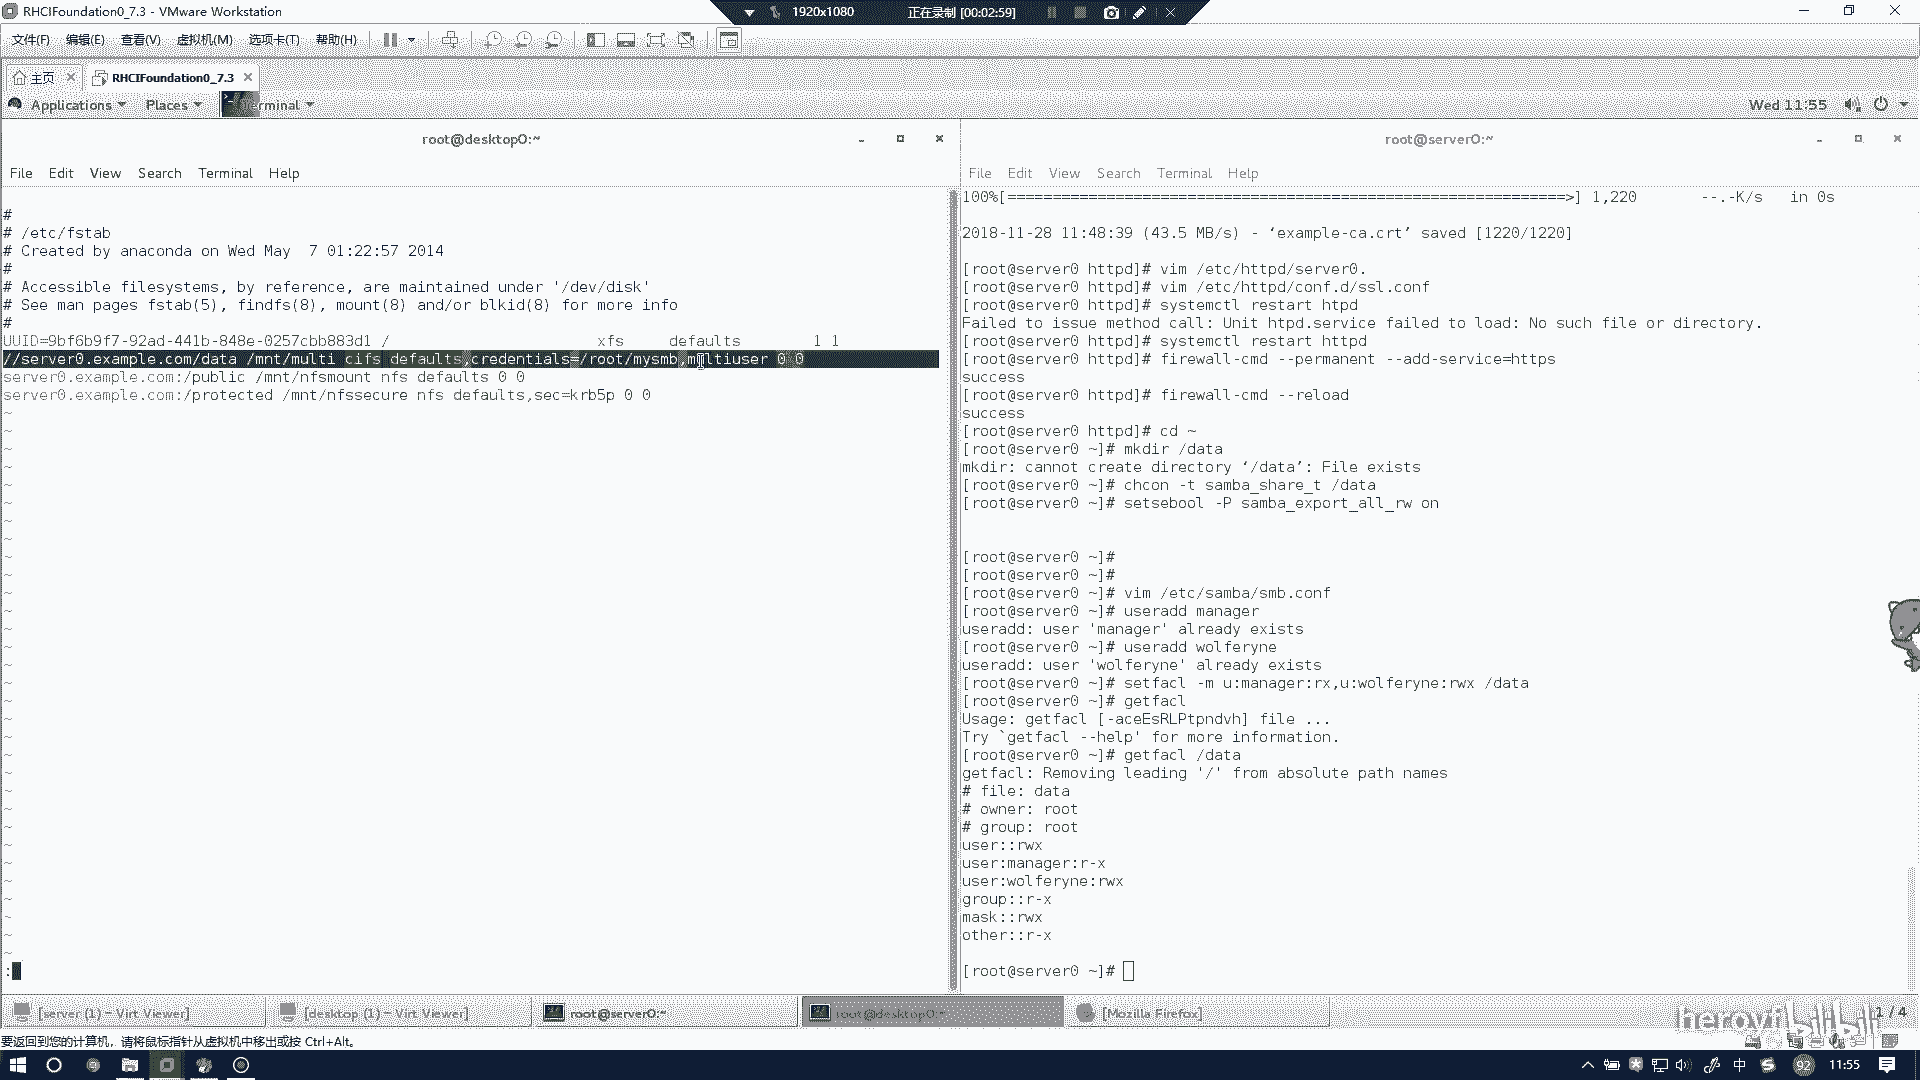 RHCIFoundation0_7.3 - VMware Workstation
1920x1080
正在录制 [00:02:59]
文件(F) 编辑(E) 查看(V) 虚拟机(M) 选项卡(T) 帮助(H)
主页
RHCIFoundation0_7.3
Applications Places Terminal
Wed 11:55
root@desktop0:~
File Edit View Search Terminal Help
#
# /etc/fstab
# Created by anaconda on Wed May  7 01:22:57 2014
#
# Accessible filesystems, by reference, are maintained under '/dev/disk'
# See man pages fstab(5), findfs(8), mount(8) and/or blkid(8) for more info
#
UUID=9bf6b9f7-92ad-441b-848e-0257cbb883d1 / xfs defaults 1 1
//server0.example.com/data /mnt/multi cifs defaults,credentials=/root/mysmb,multiuser 0 0
server0.example.com:/public /mnt/nfsmount nfs defaults 0 0
server0.example.com:/protected /mnt/nfssecure nfs defaults,sec=krb5p 0 0
:
root@server0:~
File Edit View Search Terminal Help
100%[==============================================================>] 1,220 --.-K/s in 0s
2018-11-28 11:48:39 (43.5 MB/s) - ‘example-ca.crt’ saved [1220/1220]
[root@server0 httpd]# vim /etc/httpd/server0.
[root@server0 httpd]# vim /etc/httpd/conf.d/ssl.conf
[root@server0 httpd]# systemctl restart htpd
Failed to issue method call: Unit htpd.service failed to load: No such file or directory.
[root@server0 httpd]# systemctl restart httpd
[root@server0 httpd]# firewall-cmd --permanent --add-service=https
success
[root@server0 httpd]# firewall-cmd --reload
success
[root@server0 httpd]# cd ~
[root@server0 ~]# mkdir /data
mkdir: cannot create directory ‘/data’: File exists
[root@server0 ~]# chcon -t samba_share_t /data
[root@server0 ~]# setsebool -P samba_export_all_rw on
[root@server0 ~]#
[root@server0 ~]#
[root@server0 ~]# vim /etc/samba/smb.conf
[root@server0 ~]# useradd manager
useradd: user 'manager' already exists
[root@server0 ~]# useradd wolferyne
useradd: user 'wolferyne' already exists
[root@server0 ~]# setfacl -m u:manager:rx,u:wolferyne:rwx /data
[root@server0 ~]# getfacl
Usage: getfacl [-aceEsRLPtpndvh] file ...
Try `getfacl --help' for more information.
[root@server0 ~]# getfacl /data
getfacl: Removing leading '/' from absolute path names
# file: data
# owner: root
# group: root
user::rwx
user:manager:r-x
user:wolferyne:rwx
group::r-x
mask::rwx
other::r-x
[root@server0 ~]#
[server (1) – Virt Viewer]
[desktop (1) – Virt Viewer]
root@server0:~
root@desktop0:~
[Mozilla Firefox]
1 / 4
bilibili
要返回到您的计算机，请将鼠标指针从虚拟机中移出或按 Ctrl+Alt。
中
92
11:55